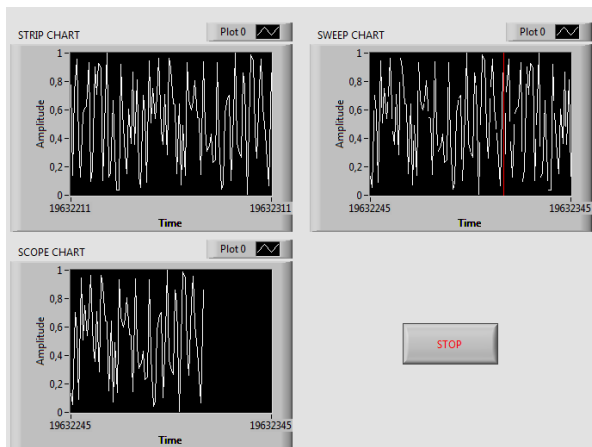 STRIP CHART
Plot 0
1
0,8
0,6
0,4
0,2
0
Amplitude
19632211
19632311
Time
SWEEP CHART
Plot 0
1
0,8
0,6
0,4
0,2
0
Amplitude
19632245
19632345
Time
SCOPE CHART
Plot 0
1
0,8
0,6
0,4
0,2
0
Amplitude
19632245
19632345
Time
STOP